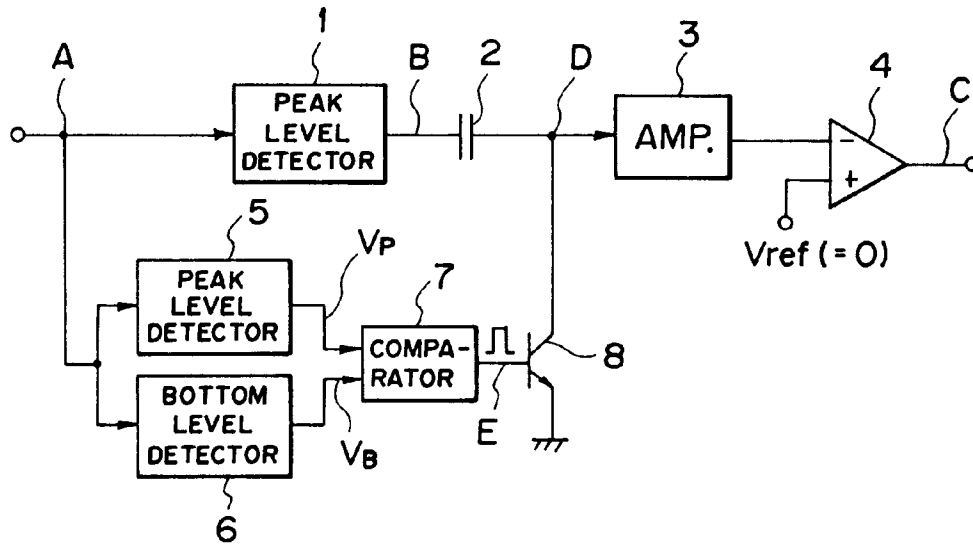 A
1
B
2
D
3
4
C
PEAK
LEVEL
DETECTOR
AMP.
−
+
Vref (=0)
5
VP
7
PEAK
LEVEL
DETECTOR
COMPA-
RATOR
E
8
BOTTOM
LEVEL
DETECTOR
VB
6